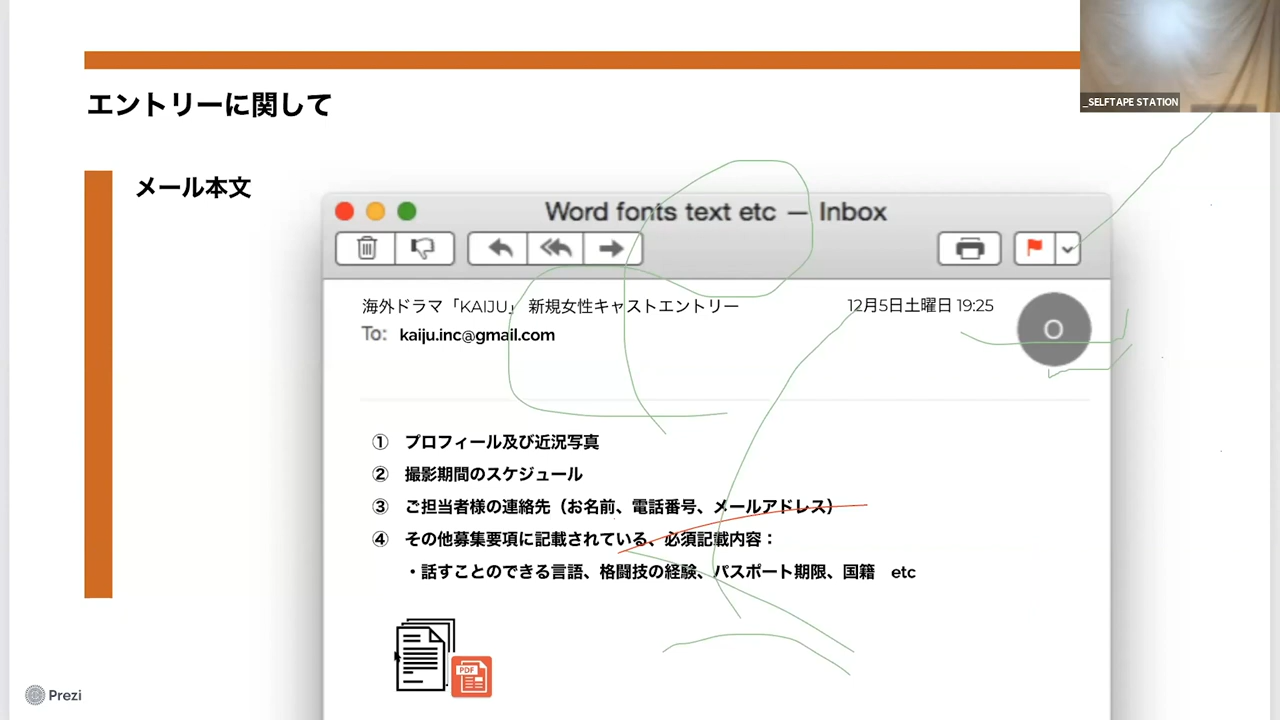 _SELFTAPE STATION
エントリーに関して
メール本文
Word fonts text etc — Inbox
海外ドラマ「KAIJU」 新規女性キャストエントリー 12月5日土曜日 19:25
To: kaiju.inc@gmail.com
O
① プロフィール及び近況写真
② 撮影期間のスケジュール
③ ご担当者様の連絡先（お名前、電話番号、メールアドレス）
④ その他募集要項に記載されている、必須記載内容：
・話すことのできる言語、格闘技の経験、パスポート期限、国籍 etc
PDF
Prezi